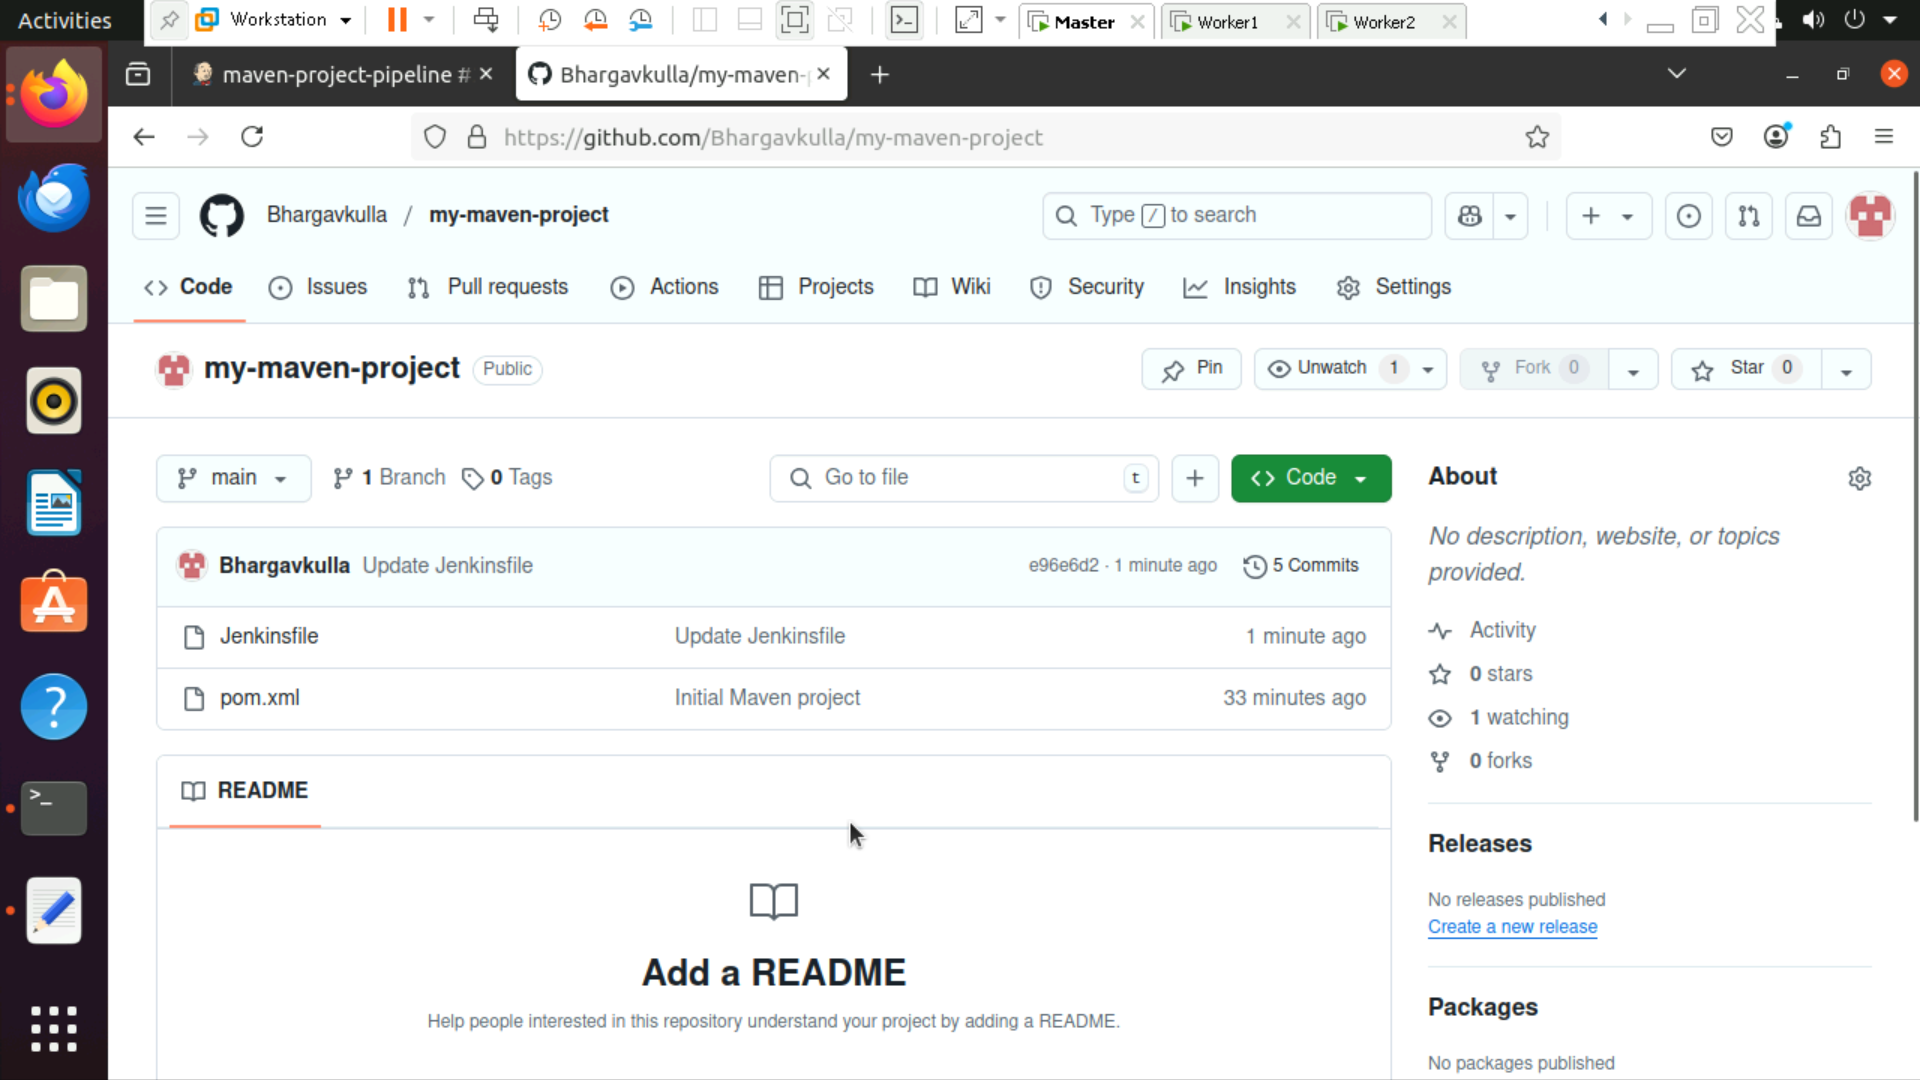 Activities
Workstation
Master
Worker1
Worker2
maven-project-pipeline #
Bhargavkulla/my-maven-
https://github.com/Bhargavkulla/my-maven-project
Bhargavkulla / my-maven-project
Type / to search
Code
Issues
Pull requests
Actions
Projects
Wiki
Security
Insights
Settings
my-maven-project
Public
Pin
Unwatch 1
Fork 0
Star 0
main
1 Branch
0 Tags
Go to file
t
Code
About
No description, website, or topics
provided.
Bhargavkulla Update Jenkinsfile
e96e6d2 · 1 minute ago
5 Commits
Jenkinsfile
Update Jenkinsfile
1 minute ago
pom.xml
Initial Maven project
33 minutes ago
Activity
0 stars
1 watching
0 forks
README
Add a README
Help people interested in this repository understand your project by adding a README.
Releases
No releases published
Create a new release
Packages
No packages published